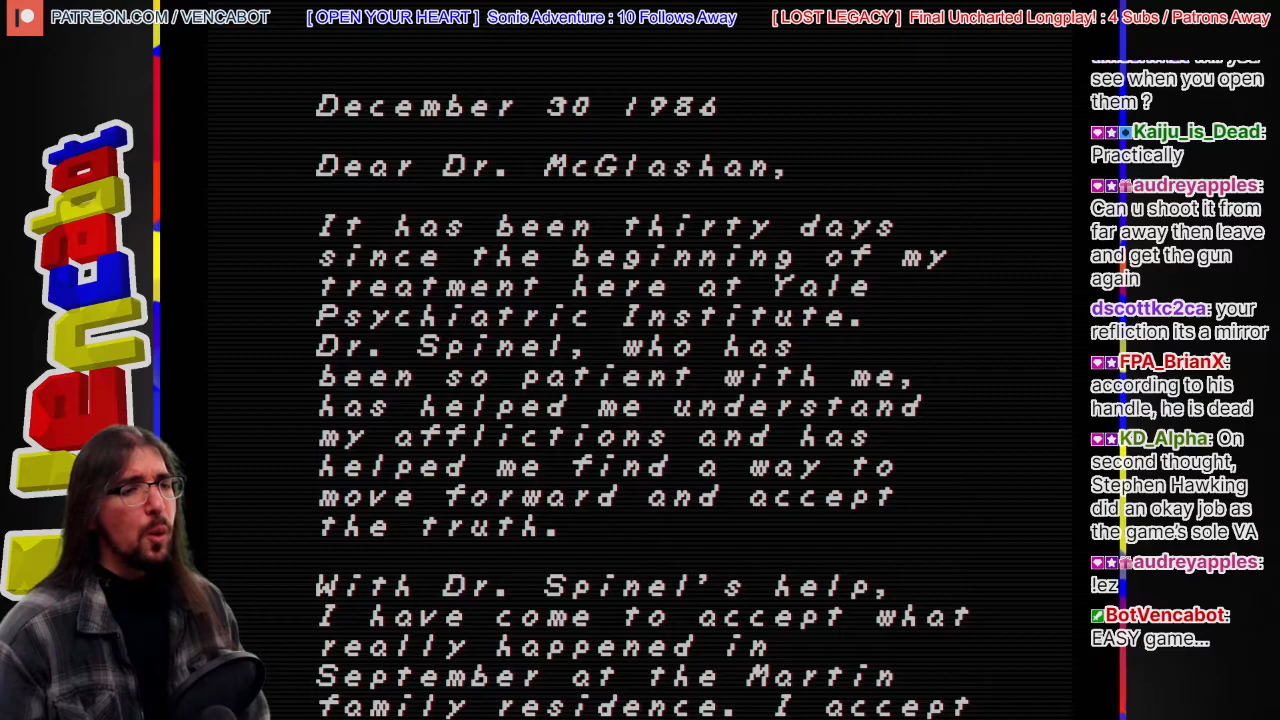 PATREON.COM / VENCABOT
[ OPEN YOUR HEART ] Sonic Adventure : 10 Follows Away
[ LOST LEGACY ] Final Uncharted Longplay! : 4 Subs / Patrons Away
December 30 1986
Dear Dr. McGlashan,
It has been thirty days
since the beginning of my
treatment here at Yale
Psychiatric Institute.
Dr. Spinel, who has
been so patient with me,
has helped me understand
my afflictions and has
helped me find a way to
move forward and accept
the truth.
With Dr. Spinel's help,
I have come to accept what
really happened in
September at the Martin
family residence. I accept
see when you open
them ?
Kaiju_is_Dead:
Practically
audreyapples:
Can u shoot it from
far away then leave
and get the gun
again
dscottkc2ca: your
refliction its a mirror
FPA_BrianX:
according to his
handle, he is dead
KD_Alpha: On
second thought,
Stephen Hawking
did an okay job as
the game's sole VA
audreyapples:
!ez
BotVencabot:
EASY game...